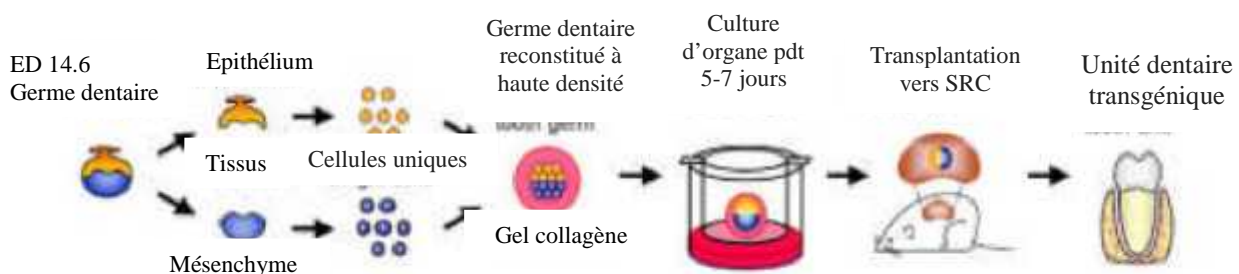 ED 14.6
Germe dentaire
Epithélium
Tissus
Mésenchyme
Cellules uniques
Germe dentaire
reconstitué à
haute densité
Gel collagène
Culture
d'organe pdt
5-7 jours
Transplantation
vers SRC
Unité dentaire
transgénique